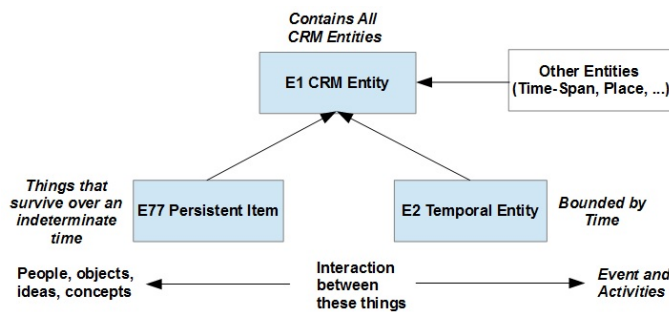 Contains All
CRM Entities
E1 CRM Entity
Other Entities
(Time-Span, Place, ...)
Things that
survive over an
indeterminate
time
E77 Persistent Item
E2 Temporal Entity
Bounded by
Time
People, objects,
ideas, concepts
Interaction
between
these things
Event and
Activities